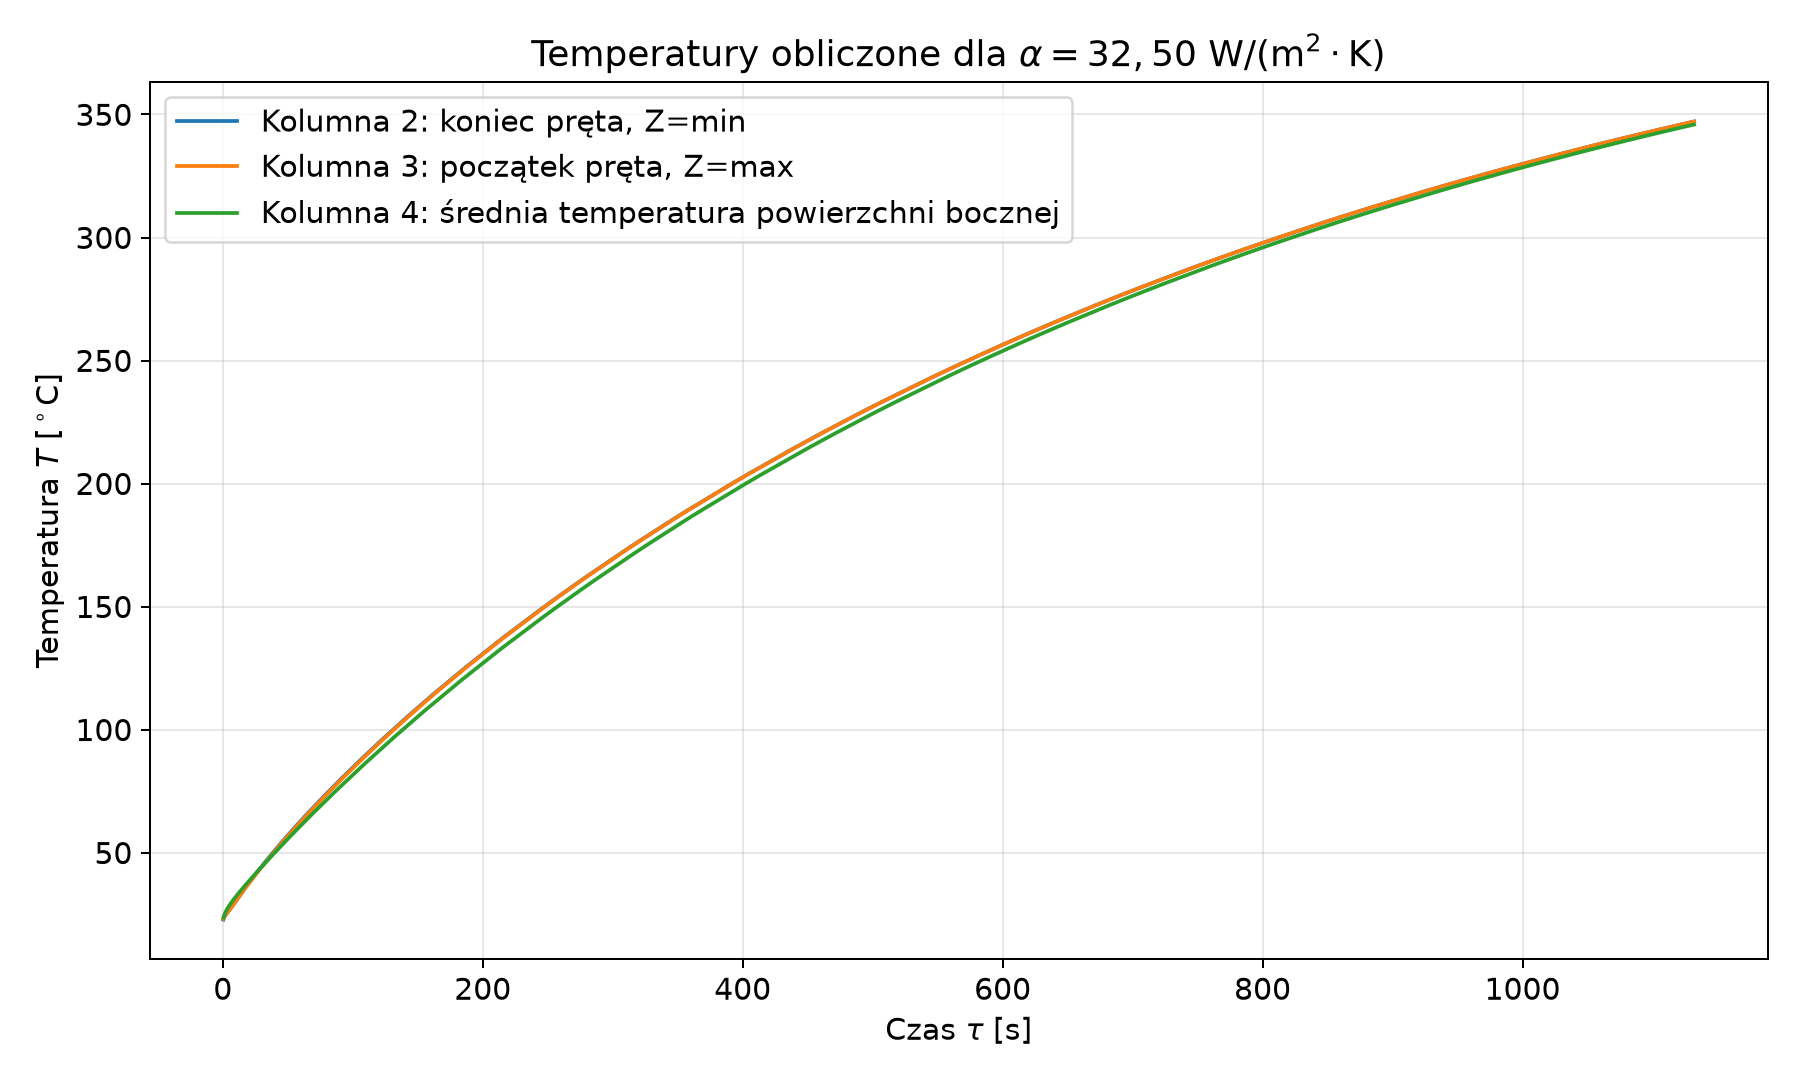 Temperatury obliczone dla α = 32, 50 W/(m² · K)
Kolumna 2: koniec pręta, Z=min
Kolumna 3: początek pręta, Z=max
Kolumna 4: średnia temperatura powierzchni bocznej
Temperatura T [°C]
350
300
250
200
150
100
50
0
200
400
600
800
1000
Czas τ [s]